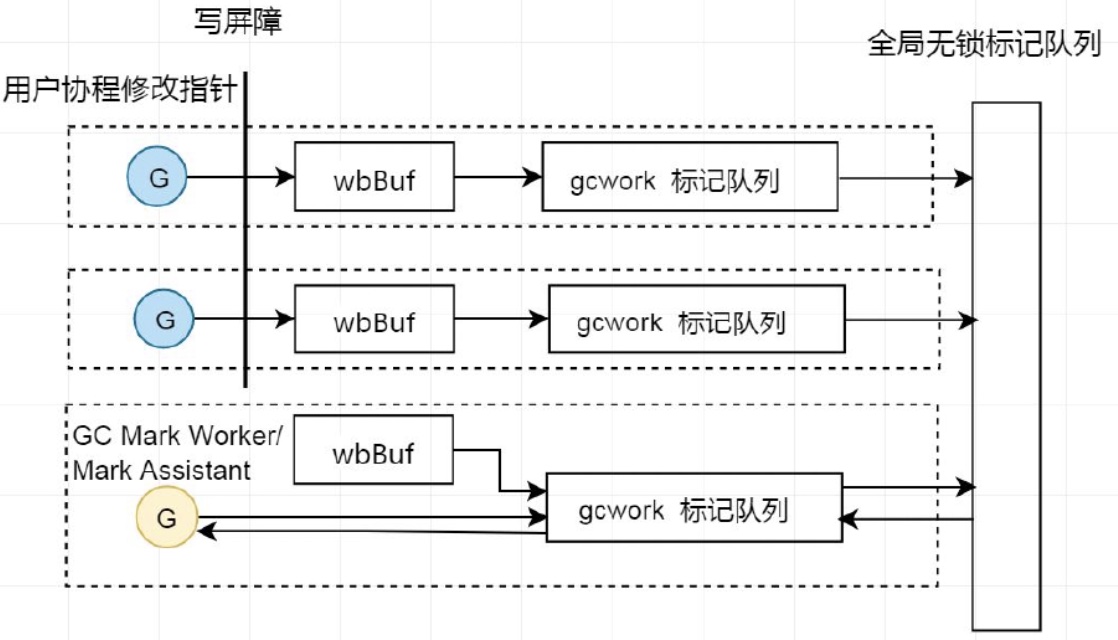 写屏障
全局无锁标记队列
用户协程修改指针
G
wbBuf
gcwork 标记队列
G
wbBuf
gcwork 标记队列
GC Mark Worker/
Mark Assistant
wbBuf
G
gcwork 标记队列